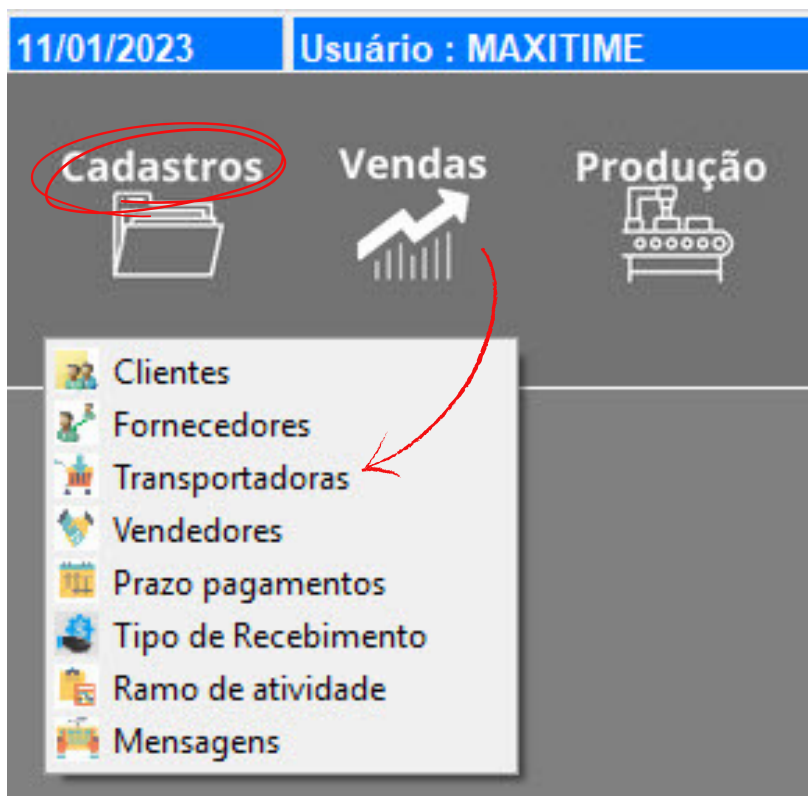 11/01/2023 Usuário : MAXITIME
Cadastros Vendas Produção
Clientes
Fornecedores
Transportadoras
Vendedores
Prazo pagamentos
Tipo de Recebimento
Ramo de atividade
Mensagens